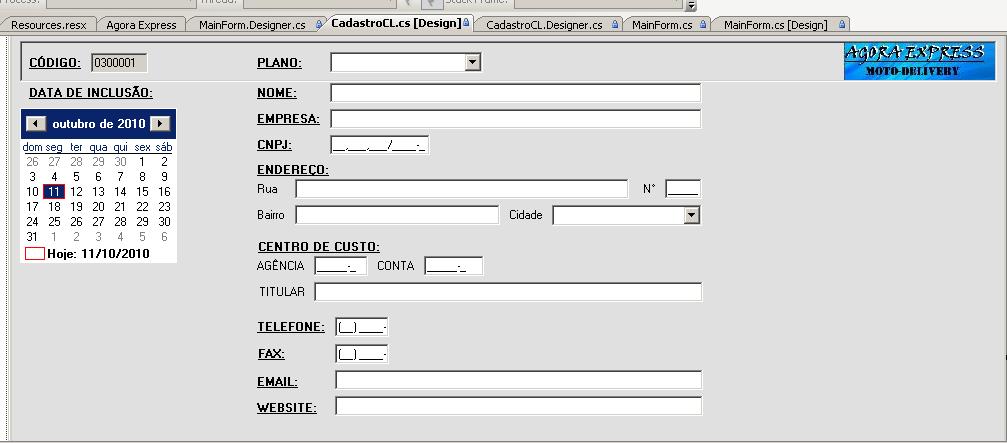 Process: Thread: Stack Frame:
Resources.resx Agora Express MainForm.Designer.cs CadastroCL.cs [Design] CadastroCL.Designer.cs MainForm.cs MainForm.cs [Design]
CÓDIGO: 0300001 PLANO: AGORA EXPRESS
MOTO-DELIVERY
DATA DE INCLUSÃO: NOME:
outubro de 2010 EMPRESA:
CNPJ: __.___.___/____-_
dom seg ter qua qui sex sáb
26 27 28 29 30 1 2 ENDEREÇO:
3 4 5 6 7 8 9
10 11 12 13 14 15 16 Rua N°
17 18 19 20 21 22 23
24 25 26 27 28 29 30 Bairro Cidade
31 1 2 3 4 5 6
Hoje: 11/10/2010
CENTRO DE CUSTO:
AGÊNCIA _____-_ CONTA _____-_
TITULAR
TELEFONE: (__) ____-
FAX: (__) ____-
EMAIL:
WEBSITE: